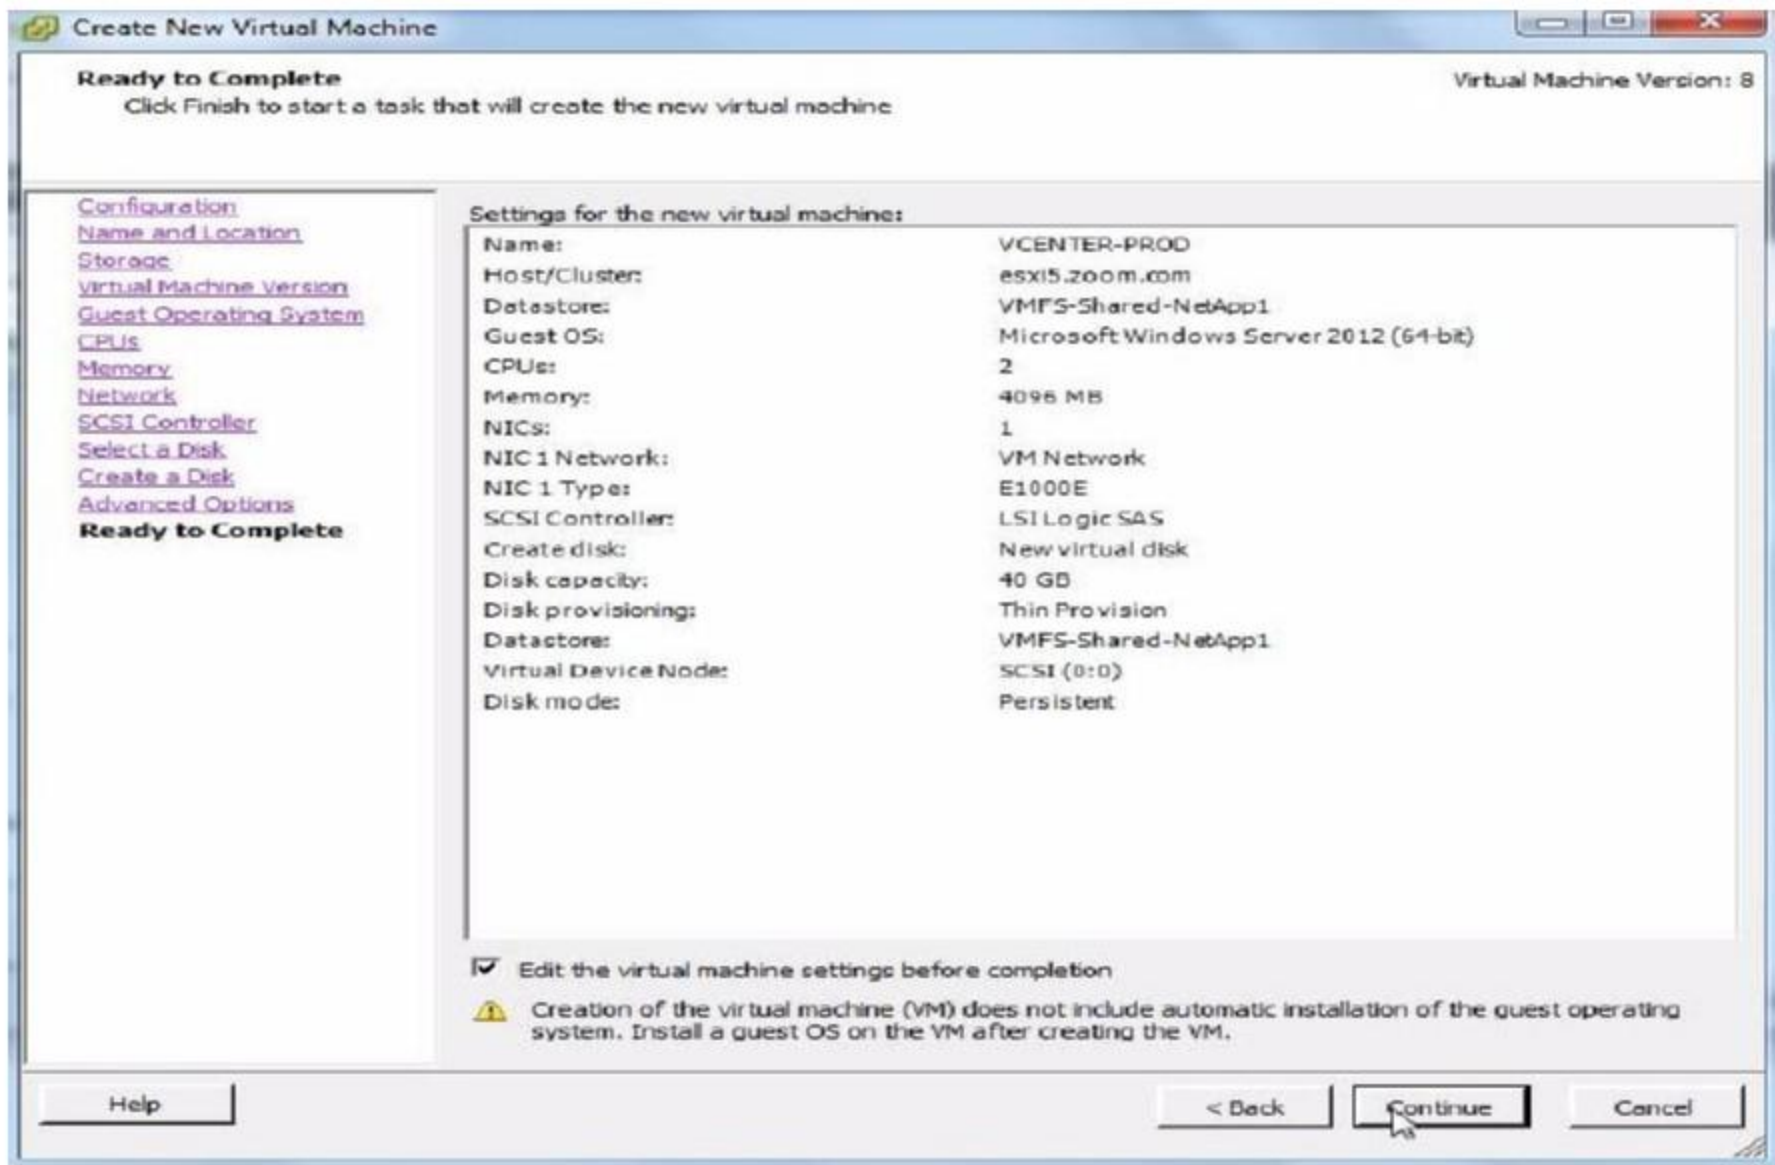 Create New Virtual Machine
Ready to Complete
Click Finish to start a task that will create the new virtual machine
Virtual Machine Version: 8
Configuration
Name and Location
Storage
Virtual Machine Version
Guest Operating System
CPUs
Memory
Network
SCSI Controller
Select a Disk
Create a Disk
Advanced Options
Ready to Complete
Settings for the new virtual machine:
Name: VCENTER-PROD
Host/Cluster: esxi5.zoom.com
Datastore: VMFS-Shared-NetApp1
Guest OS: Microsoft Windows Server 2012 (64-bit)
CPUs: 2
Memory: 4096 MB
NICs: 1
NIC 1 Network: VM Network
NIC 1 Type: E1000E
SCSI Controller: LSI Logic SAS
Create disk: New virtual disk
Disk capacity: 40 GB
Disk provisioning: Thin Provision
Datastore: VMFS-Shared-NetApp1
Virtual Device Node: SCSI (0:0)
Disk mode: Persistent
Edit the virtual machine settings before completion
Creation of the virtual machine (VM) does not include automatic installation of the guest operating
system. Install a guest OS on the VM after creating the VM.
Help
< Back
Continue
Cancel